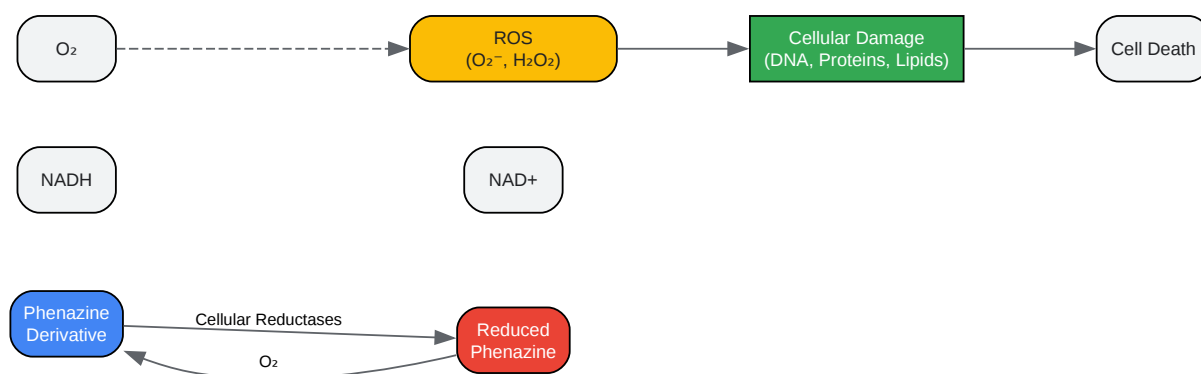 O₂
ROS
(O₂⁻, H₂O₂)
Cellular Damage
(DNA, Proteins, Lipids)
Cell Death
NADH
NAD+
Phenazine
Derivative
Cellular Reductases
Reduced
Phenazine
O₂